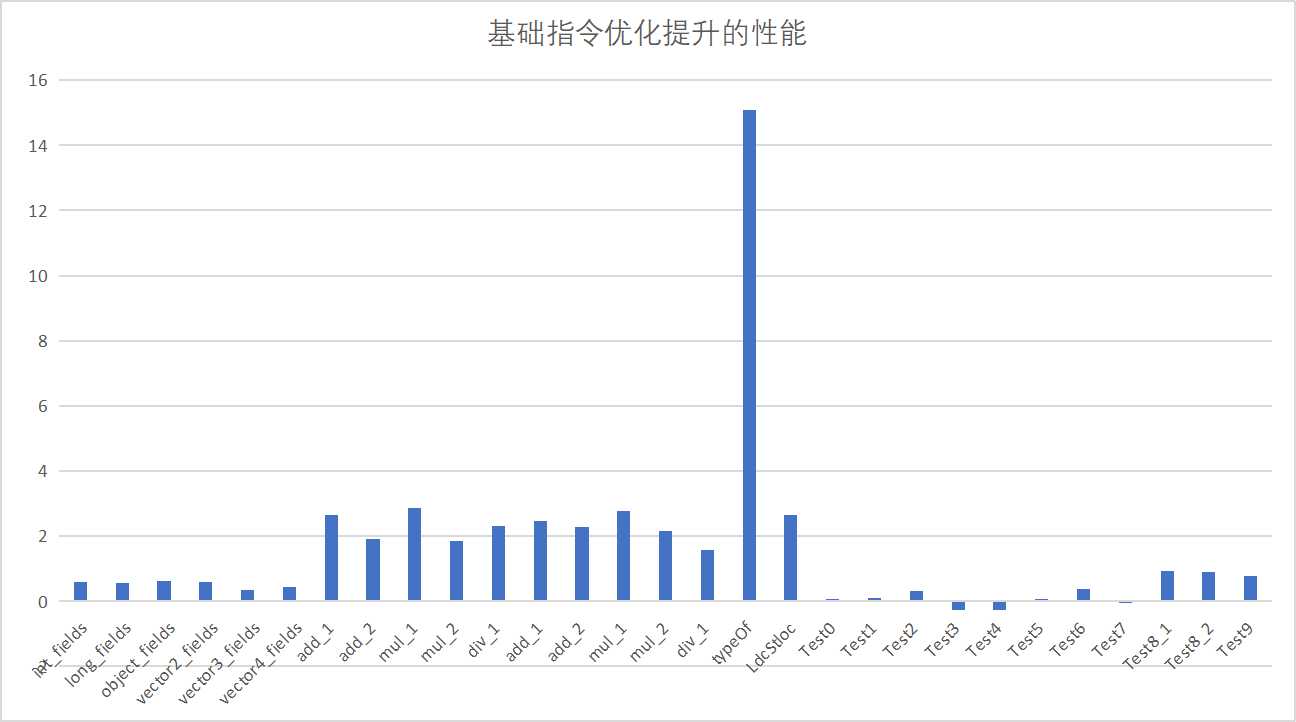 基础指令优化提升的性能
16
14
12
10
8
6
4
2
0
long_fields
object_fields
vector2_fields
vector3_fields
vector4_fields
add_1
add_2
mul_1
mul_2
div_1
add_1
add_2
mul_1
mul_2
div_1
typeOf
LdcStloc
Test0
Test1
Test2
Test3
Test4
Test5
Test6
Test7
Test8_1
Test8_2
Test9